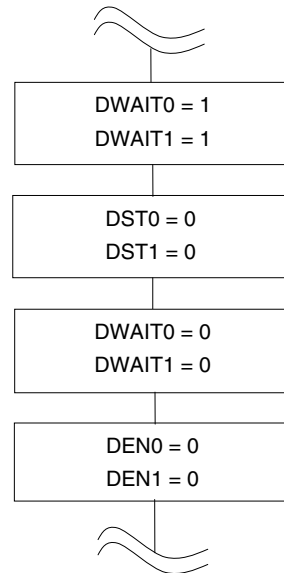 DWAIT0 = 1
DWAIT1 = 1
DST0 = 0
DST1 = 0
DWAIT0 = 0
DWAIT1 = 0
DEN0 = 0
DEN1 = 0